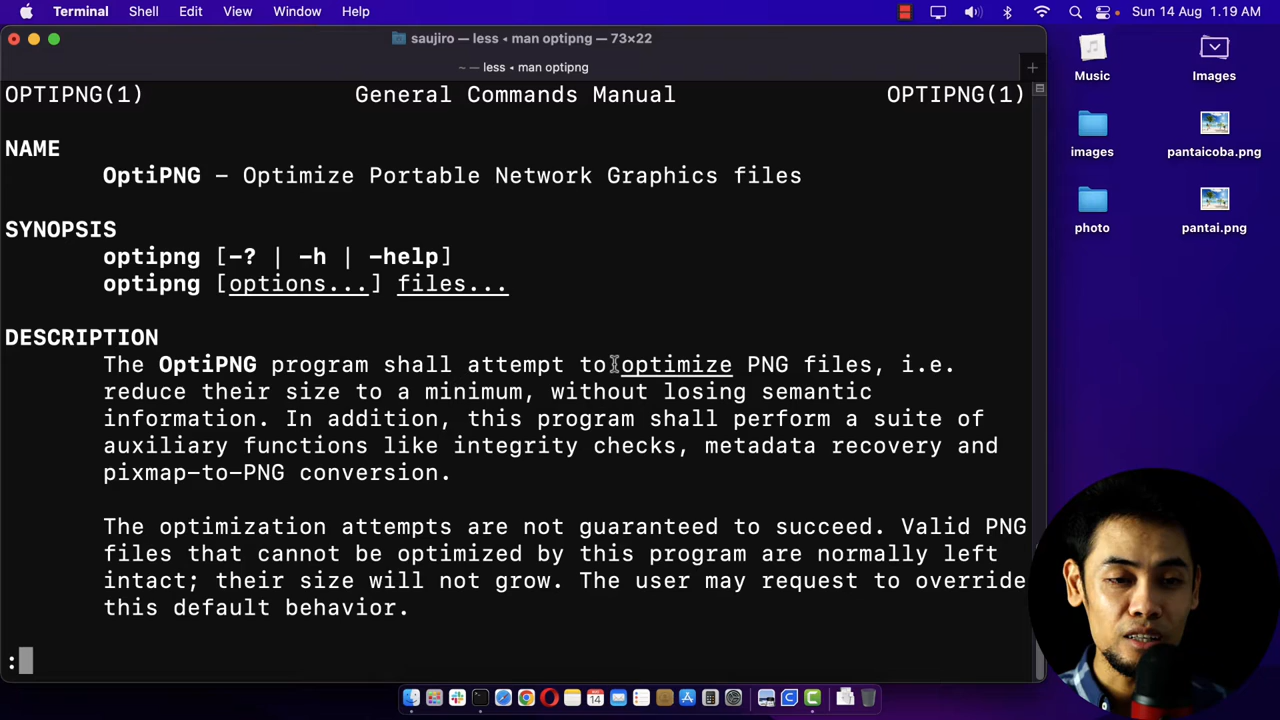 Terminal Shell Edit View Window Help Sun 14 Aug 1.19 AM
saujiro — less ◂ man optipng — 73×22
~ — less ◂ man optipng
OPTIPNG(1) General Commands Manual OPTIPNG(1)
NAME
OptiPNG – Optimize Portable Network Graphics files
SYNOPSIS
optipng [–? | –h | –help]
optipng [options...] files...
DESCRIPTION
The OptiPNG program shall attempt to optimize PNG files, i.e.
reduce their size to a minimum, without losing semantic
information. In addition, this program shall perform a suite of
auxiliary functions like integrity checks, metadata recovery and
pixmap-to-PNG conversion.
The optimization attempts are not guaranteed to succeed. Valid PNG
files that cannot be optimized by this program are normally left
intact; their size will not grow. The user may request to override
this default behavior.
:
Music
Images
images
pantaicoba.png
photo
pantai.png